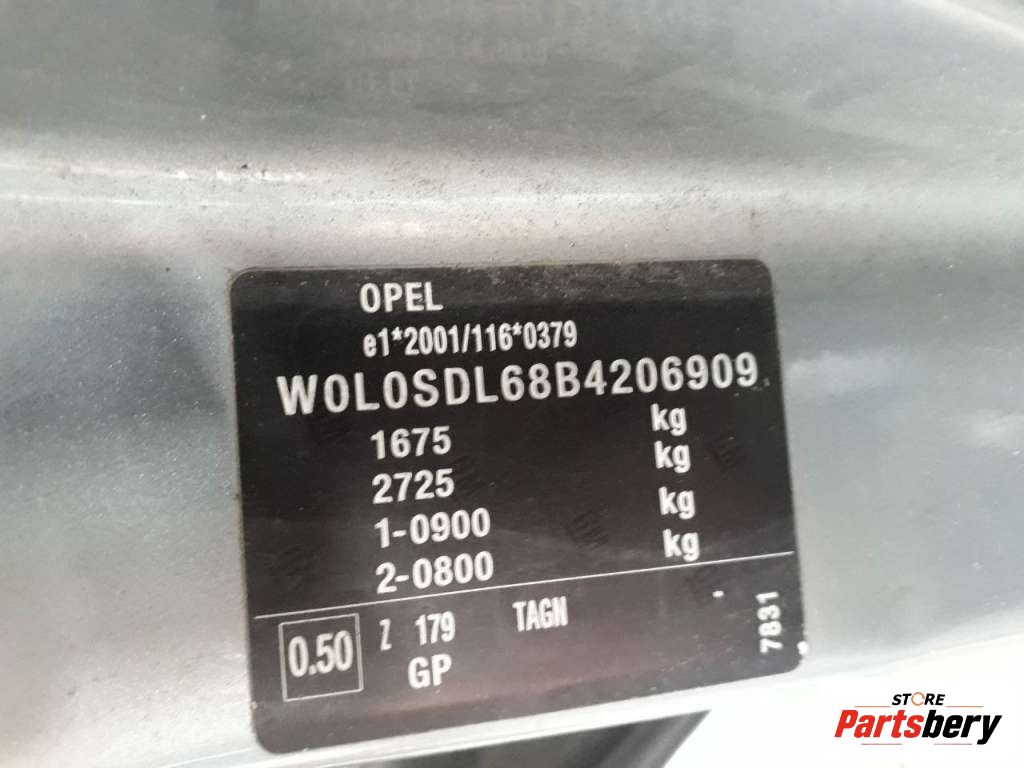 OPEL
e1*2001/116*0379
W0L0SDL68B4206909
1675 kg
2725 kg
1-0900 kg
2-0800 kg
0.50 Z 179 TAGN
GP
7831
STORE
Partsbery